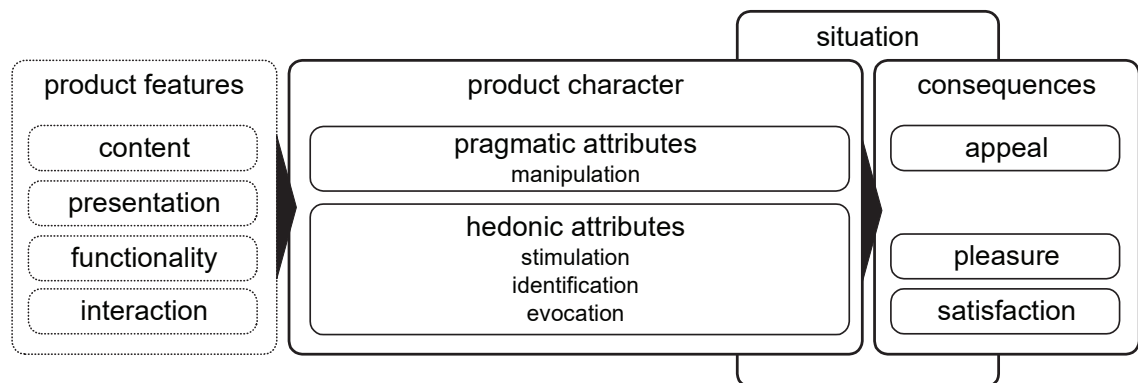 situation
product features
content
presentation
functionality
interaction
product character
pragmatic attributes
manipulation
hedonic attributes
stimulation
identification
evocation
consequences
appeal
pleasure
satisfaction